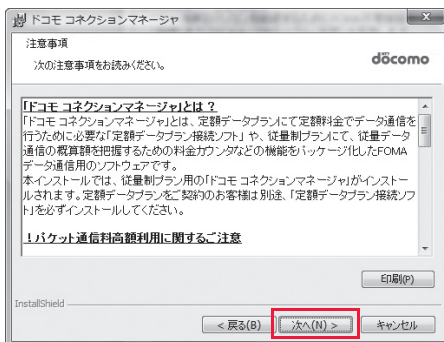 ドコモ コネクションマネージャ
注意事項
次の注意事項をお読みください。
docomo
「ドコモ コネクションマネージャ」とは？
「ドコモ コネクションマネージャ」とは、定額データプランにて定額料金でデータ通信を
行うために必要な「定額データプラン接続ソフト」 や、従量制プランにて、従量データ
通信の概算額を把握するための料金カウンタなどの機能をパッケージ化したFOMA
データ通信用のソフトウェアです。
本インストールでは、従量制プラン用の「ドコモ コネクションマネージャ」がインストー
ルされます。定額データプランをご契約のお客様は別途、「定額データプラン接続ソフ
ト」を必ずインストールしてください。
！パケット通信料高額利用に関するご注意
印刷(P)
InstallShield
< 戻る(B)
次へ(N) >
キャンセル